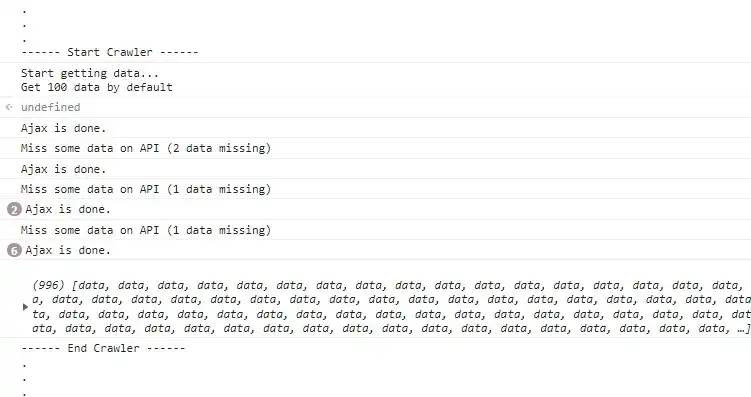 .
.
.
------ Start Crawler ------
Start getting data...
Get 100 data by default
undefined
Ajax is done.
Miss some data on API (2 data missing)
Ajax is done.
Miss some data on API (1 data missing)
2 Ajax is done.
Miss some data on API (1 data missing)
6 Ajax is done.
(996) [data, data, data, data, data, data, data, data, data, data, data, data, data, data, data, data, data,
a, data, data, data, data, data, data, data, data, data, data, data, data, data, data, data, data, data, dat
ta, data, data, data, data, data, data, data, data, data, data, data, data, data, data, data, data, data, dat
ata, data, data, data, data, data, data, data, data, data, data, data, data, data, data, data, data, data, …]
------ End Crawler ------
.
.
.